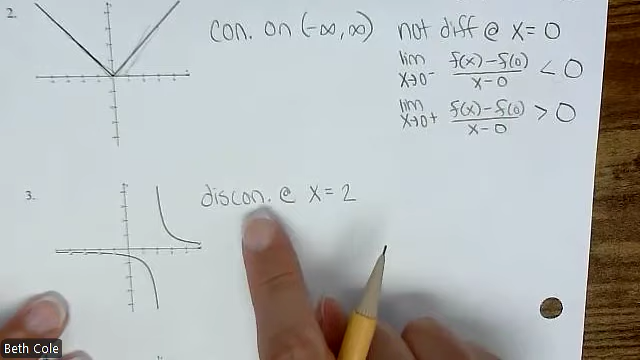 2.
con. on (-∞, ∞) not diff @ x = 0
lim x→0⁻ f(x) - f(0) / x - 0 < 0
lim x→0⁺ f(x) - f(0) / x - 0 > 0
3.
discon. @ x = 2
Beth Cole